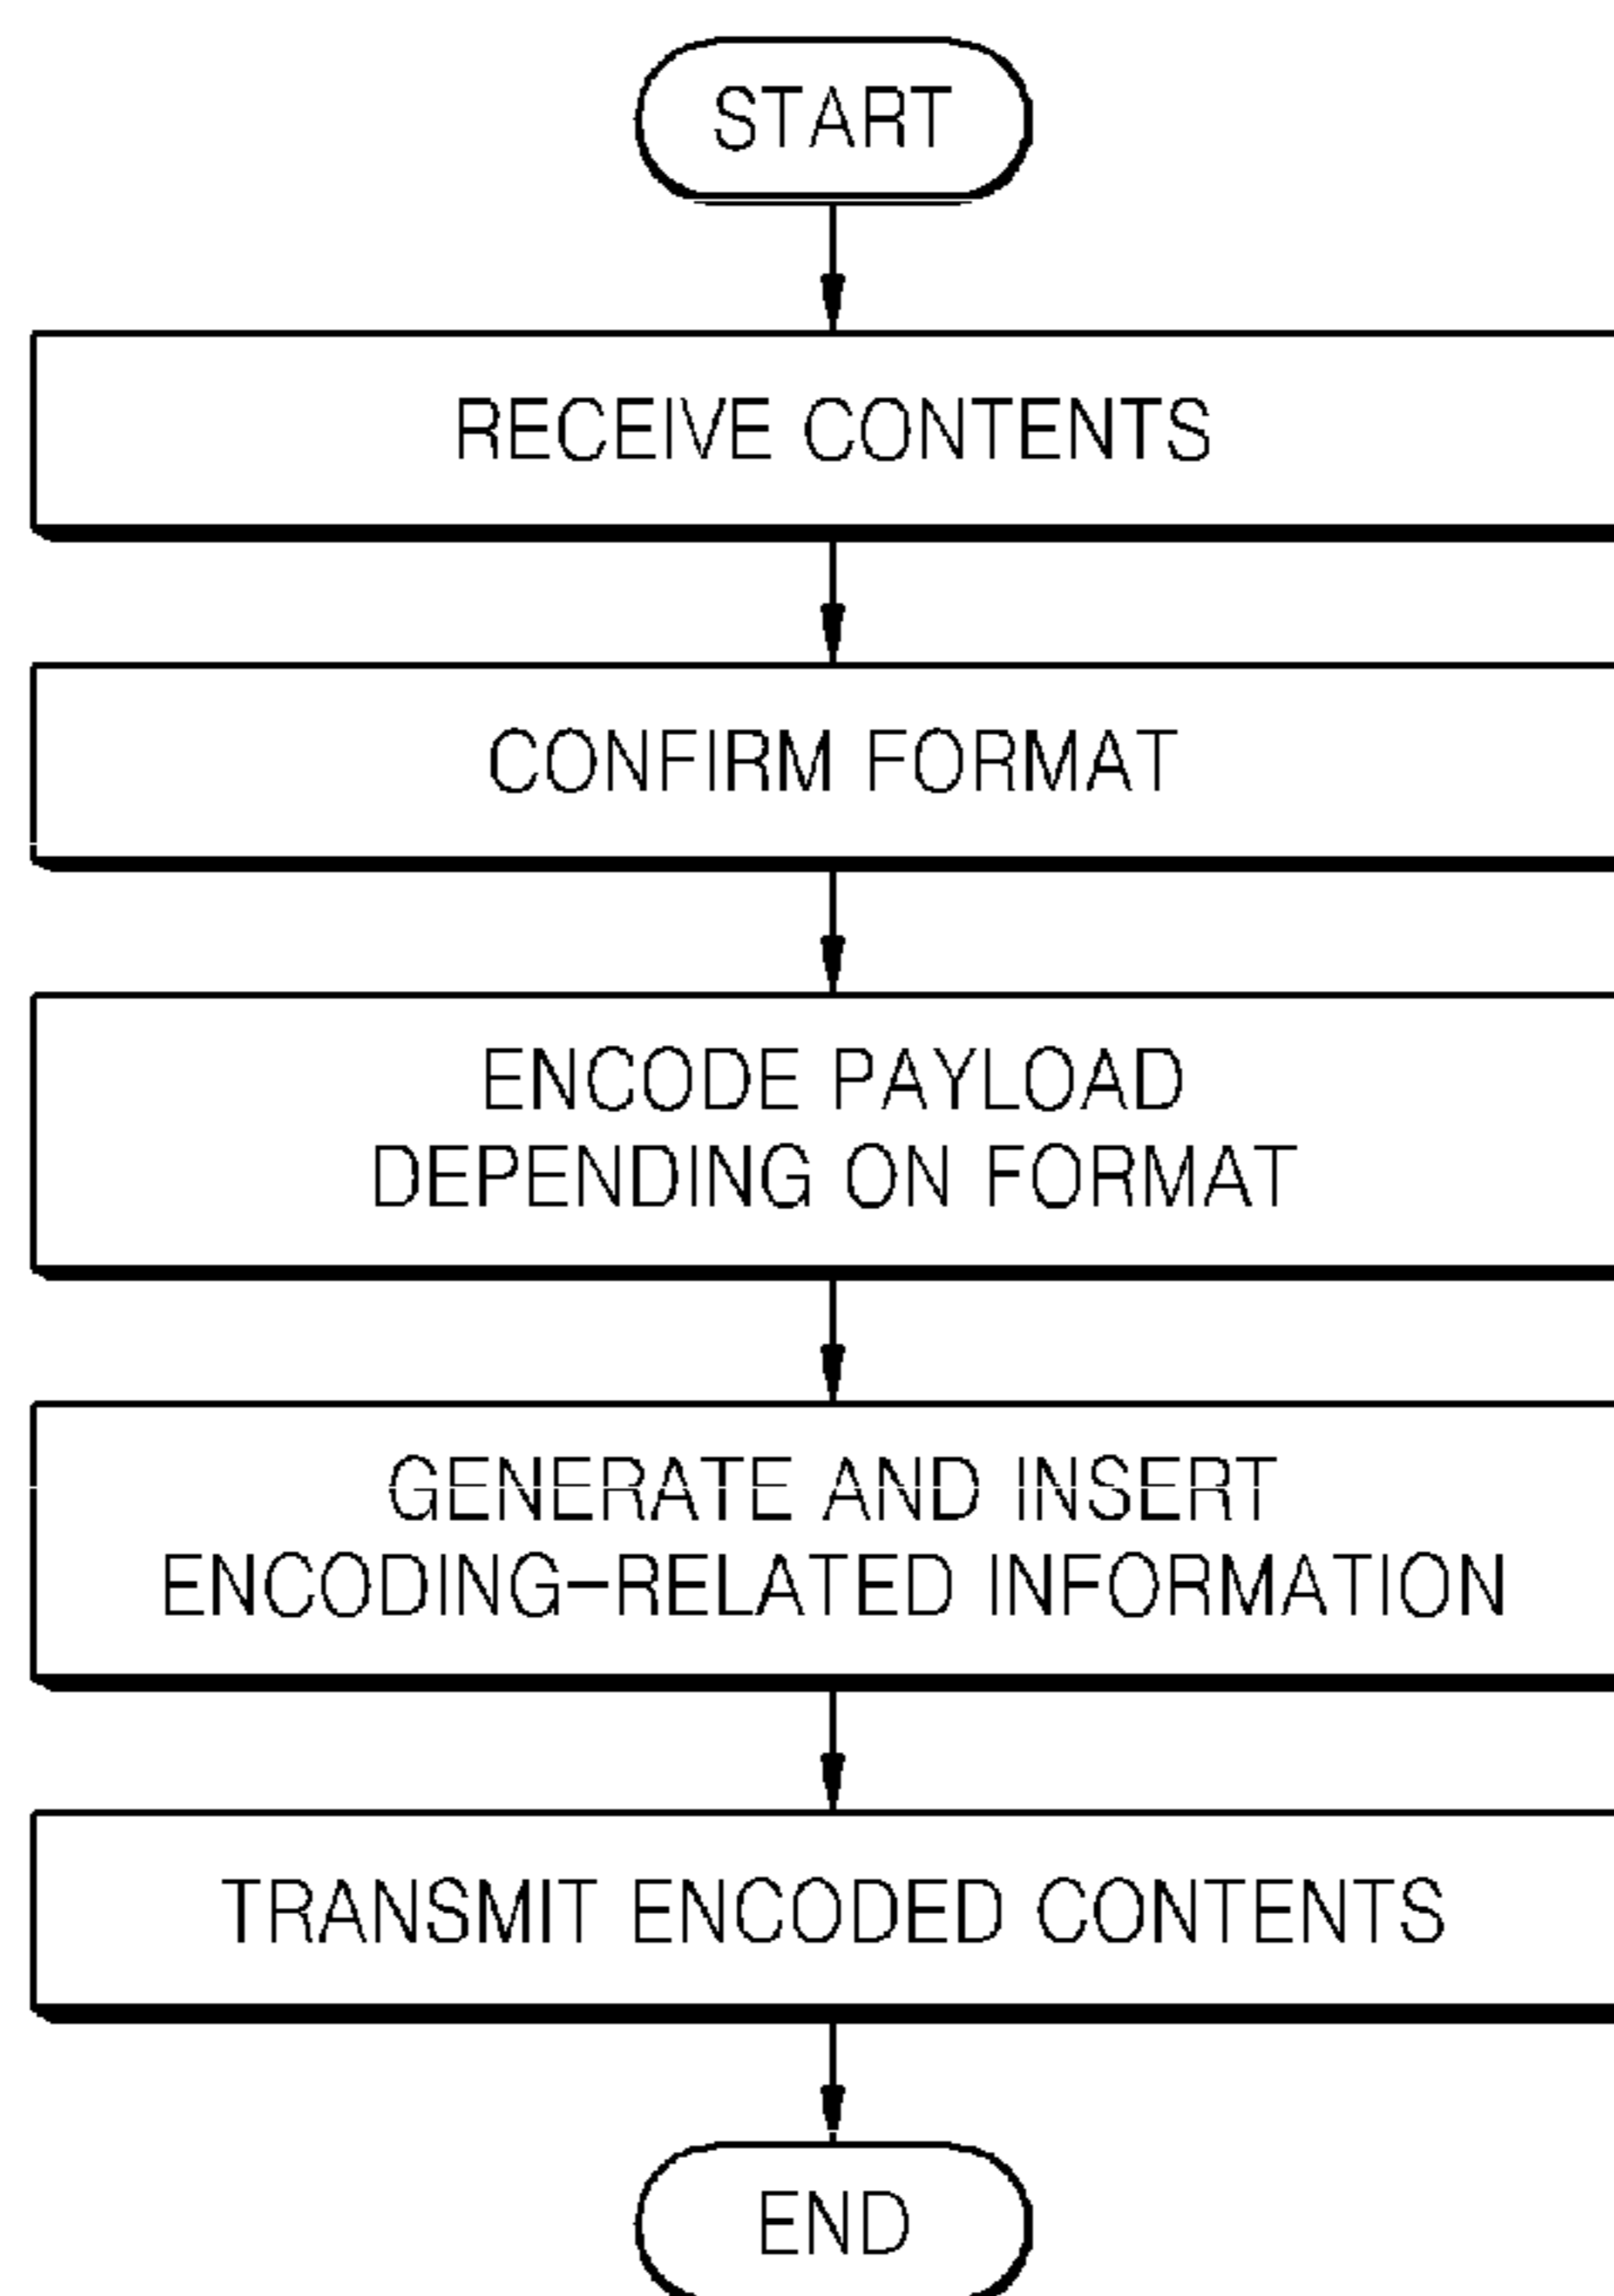 START
RECEIVE CONTENTS
CONFIRM FORMAT
ENCODE PAYLOAD
DEPENDING ON FORMAT
GENERATE AND INSERT
ENCODING-RELATED INFORMATION
TRANSMIT ENCODED CONTENTS
END